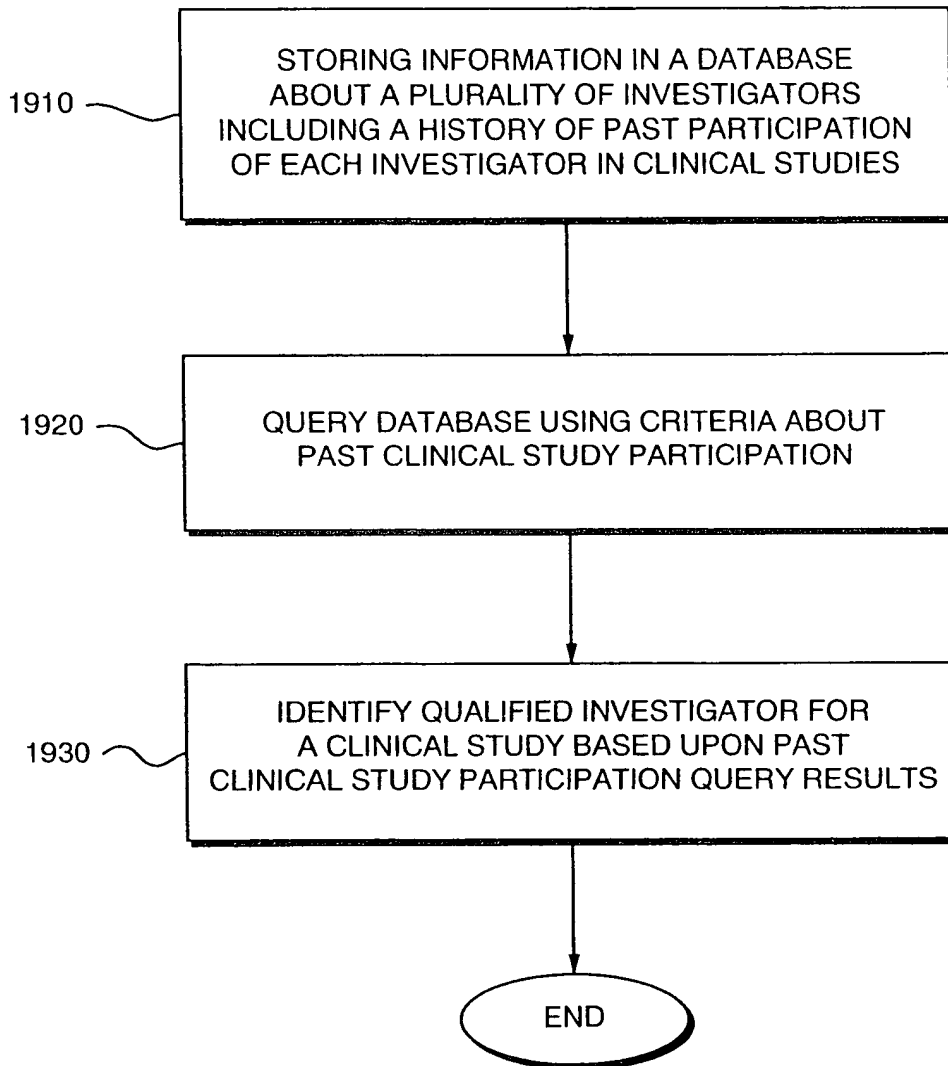 1910
STORING INFORMATION IN A DATABASE
ABOUT A PLURALITY OF INVESTIGATORS
INCLUDING A HISTORY OF PAST PARTICIPATION
OF EACH INVESTIGATOR IN CLINICAL STUDIES
1920
QUERY DATABASE USING CRITERIA ABOUT
PAST CLINICAL STUDY PARTICIPATION
1930
IDENTIFY QUALIFIED INVESTIGATOR FOR
A CLINICAL STUDY BASED UPON PAST
CLINICAL STUDY PARTICIPATION QUERY RESULTS
END